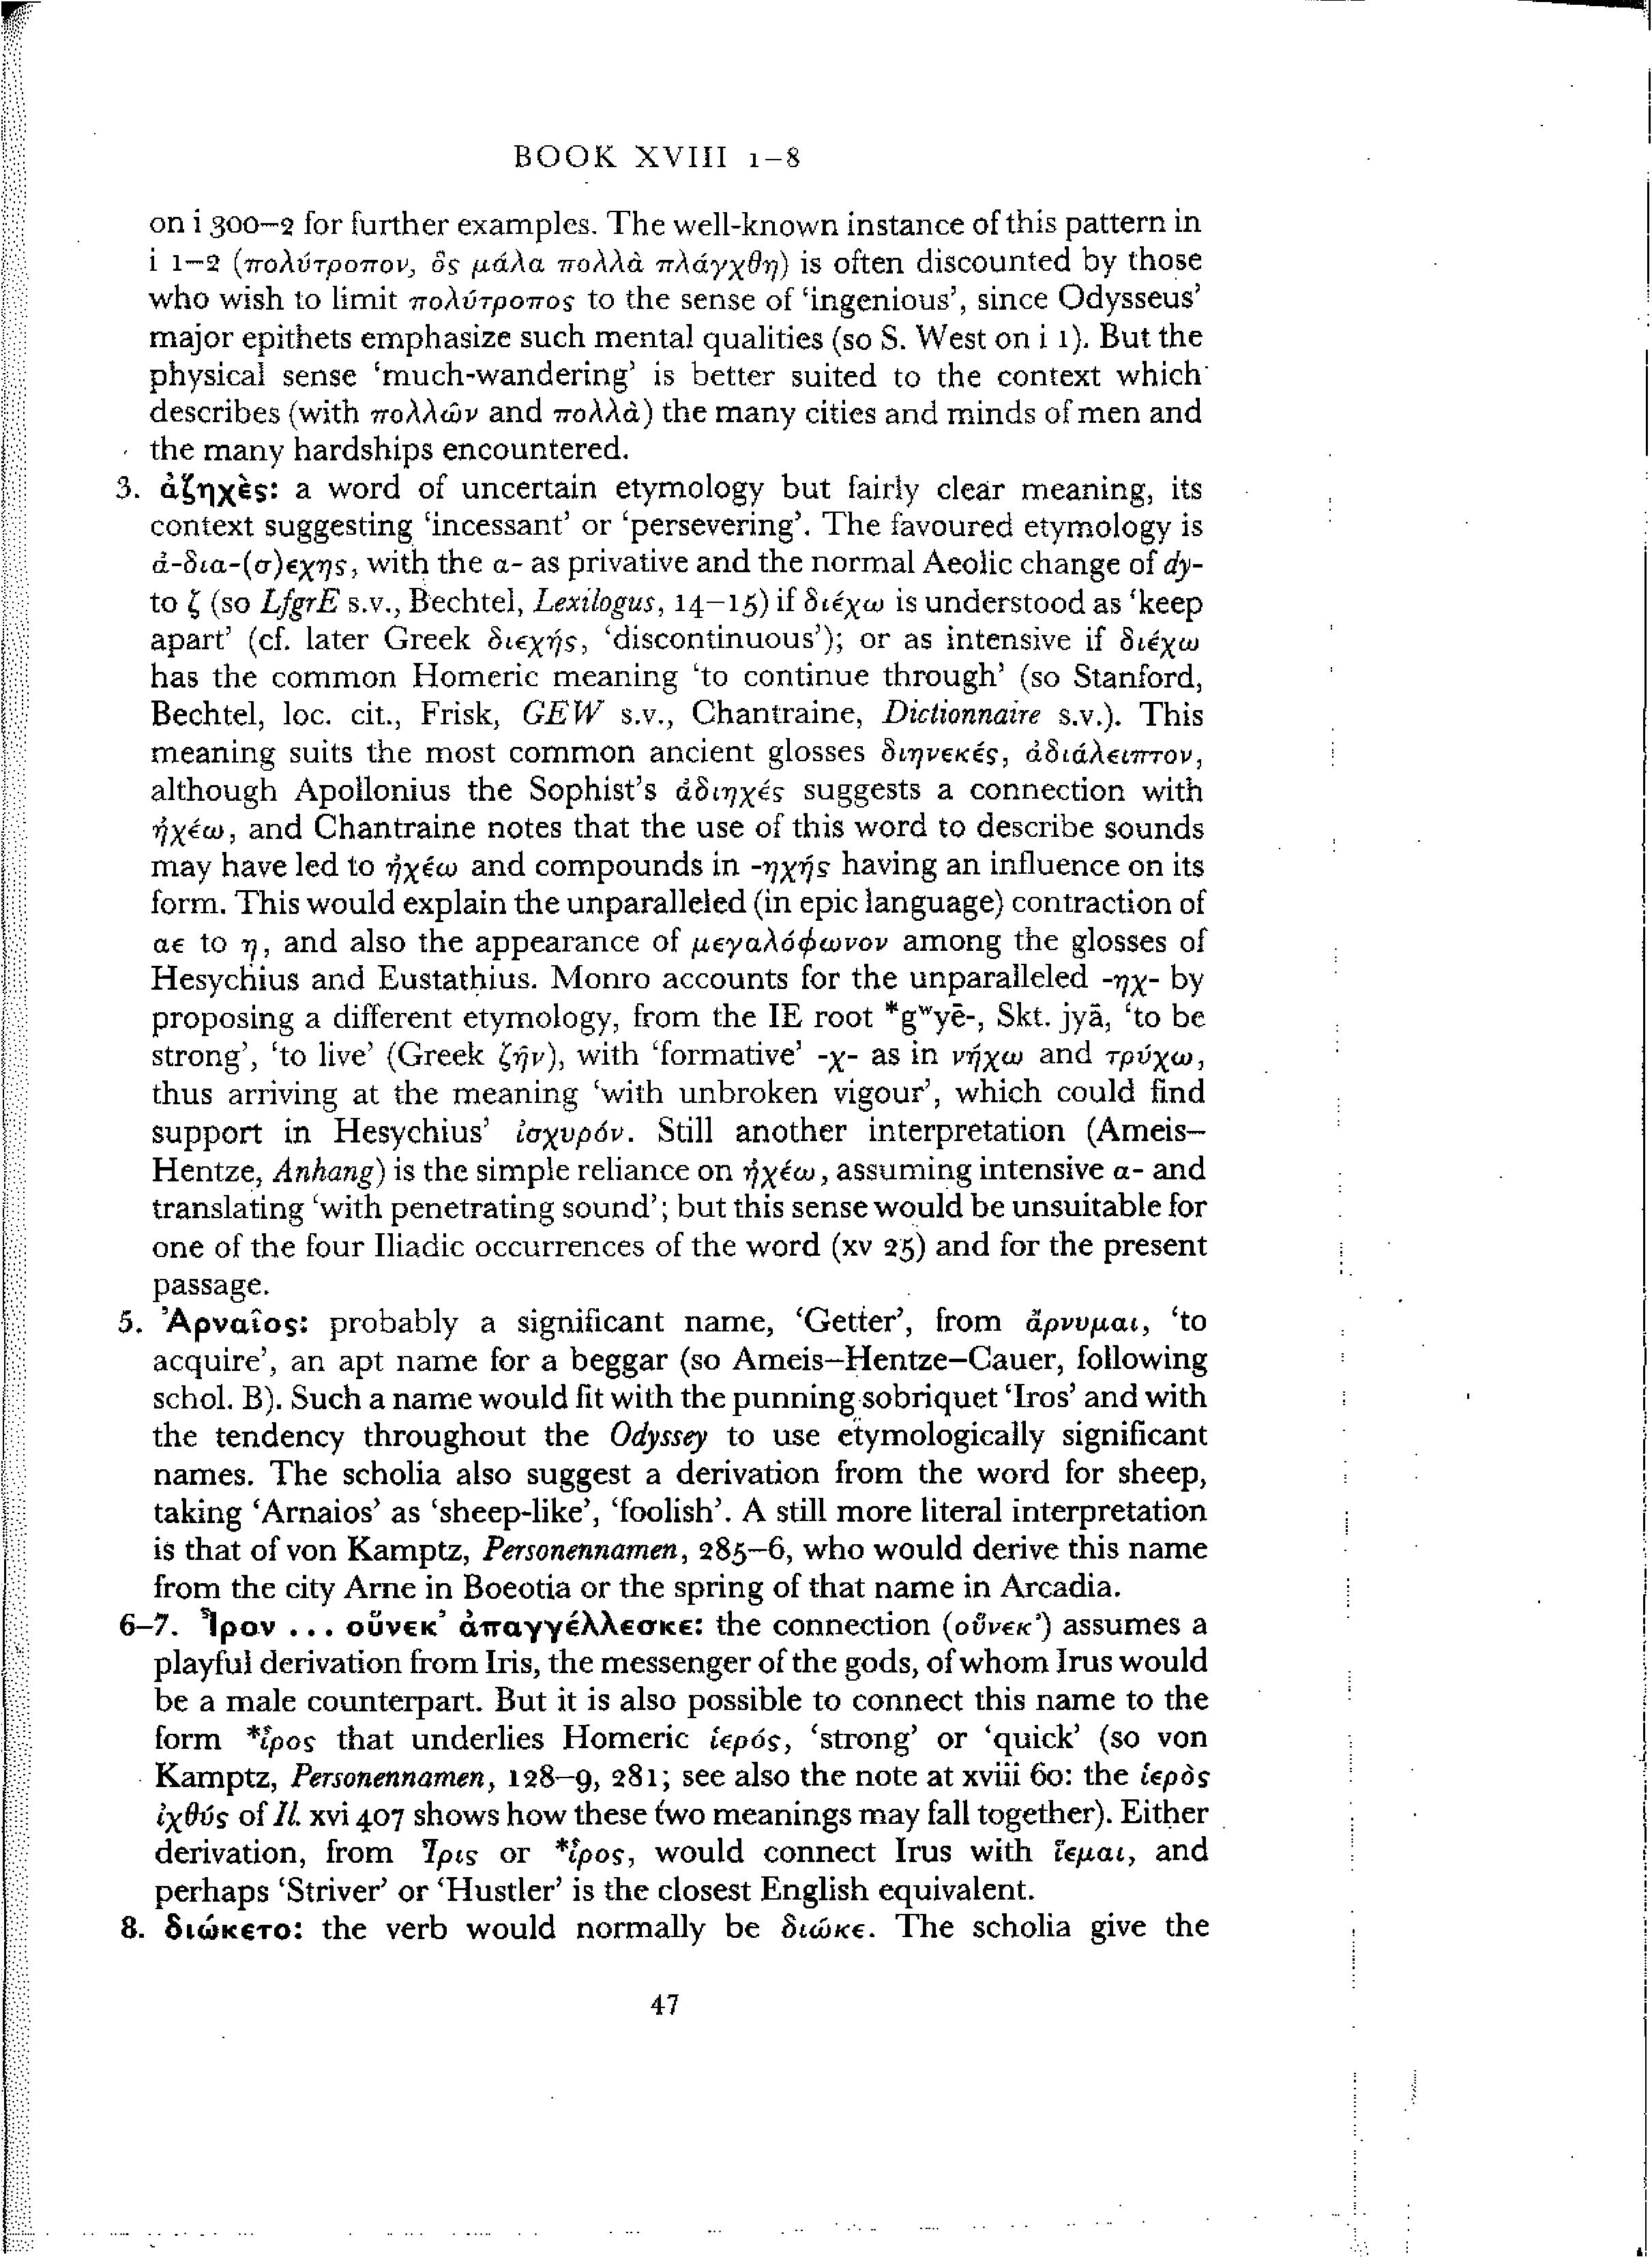 BOOK XVIII 1–8
on i 300–2 for further examples. The well-known instance of this pattern in
i 1–2 (πολύτροπον, ὃς μάλα πολλὰ πλάγχθη) is often discounted by those
who wish to limit πολύτροπος to the sense of ‘ingenious’, since Odysseus’
major epithets emphasize such mental qualities (so S. West on i 1). But the
physical sense ‘much-wandering’ is better suited to the context which
describes (with πολλῶν and πολλὰ) the many cities and minds of men and
the many hardships encountered.
3. ἀζηχὲς: a word of uncertain etymology but fairly clear meaning, its
context suggesting ‘incessant’ or ‘persevering’. The favoured etymology is
ἀ-δια-(σ)εχης, with the α- as privative and the normal Aeolic change of dy-
to ζ (so LfgrE s.v., Bechtel, Lexilogus, 14–15) if διέχω is understood as ‘keep
apart’ (cf. later Greek διεχής, ‘discontinuous’); or as intensive if διέχω
has the common Homeric meaning ‘to continue through’ (so Stanford,
Bechtel, loc. cit., Frisk, GEW s.v., Chantraine, Dictionnaire s.v.). This
meaning suits the most common ancient glosses διηνεκές, ἀδιάλειπτον,
although Apollonius the Sophist’s ἀδιηχές suggests a connection with
ἠχέω, and Chantraine notes that the use of this word to describe sounds
may have led to ἠχέω and compounds in -ηχής having an influence on its
form. This would explain the unparalleled (in epic language) contraction of
αε to η, and also the appearance of μεγαλόφωνον among the glosses of
Hesychius and Eustathius. Monro accounts for the unparalleled -ηχ- by
proposing a different etymology, from the IE root *gʷyē-, Skt. jyā, ‘to be
strong’, ‘to live’ (Greek ζῆν), with ‘formative’ -χ- as in νήχω and τρύχω,
thus arriving at the meaning ‘with unbroken vigour’, which could find
support in Hesychius’ ἰσχυρόν. Still another interpretation (Ameis–
Hentze, Anhang) is the simple reliance on ἠχέω, assuming intensive α- and
translating ‘with penetrating sound’; but this sense would be unsuitable for
one of the four Iliadic occurrences of the word (xv 25) and for the present
passage.
5. Ἀρναῖος: probably a significant name, ‘Getter’, from ἄρνυμαι, ‘to
acquire’, an apt name for a beggar (so Ameis–Hentze–Cauer, following
schol. B). Such a name would fit with the punning sobriquet ‘Iros’ and with
the tendency throughout the Odyssey to use etymologically significant
names. The scholia also suggest a derivation from the word for sheep,
taking ‘Arnaios’ as ‘sheep-like’, ‘foolish’. A still more literal interpretation
is that of von Kamptz, Personennamen, 285–6, who would derive this name
from the city Arne in Boeotia or the spring of that name in Arcadia.
6–7. Ἶρον ... οὕνεκ’ ἀπαγγέλλεσκε: the connection (οὕνεκ’) assumes a
playful derivation from Iris, the messenger of the gods, of whom Irus would
be a male counterpart. But it is also possible to connect this name to the
form *ἶρος that underlies Homeric ἱερός, ‘strong’ or ‘quick’ (so von
Kamptz, Personennamen, 128–9, 281; see also the note at xviii 60: the ἱερὸς
ἰχθύς of Il. xvi 407 shows how these two meanings may fall together). Either
derivation, from Ἶρις or *ἶρος, would connect Irus with ἵεμαι, and
perhaps ‘Striver’ or ‘Hustler’ is the closest English equivalent.
8. διώκετο: the verb would normally be διώκε. The scholia give the
47